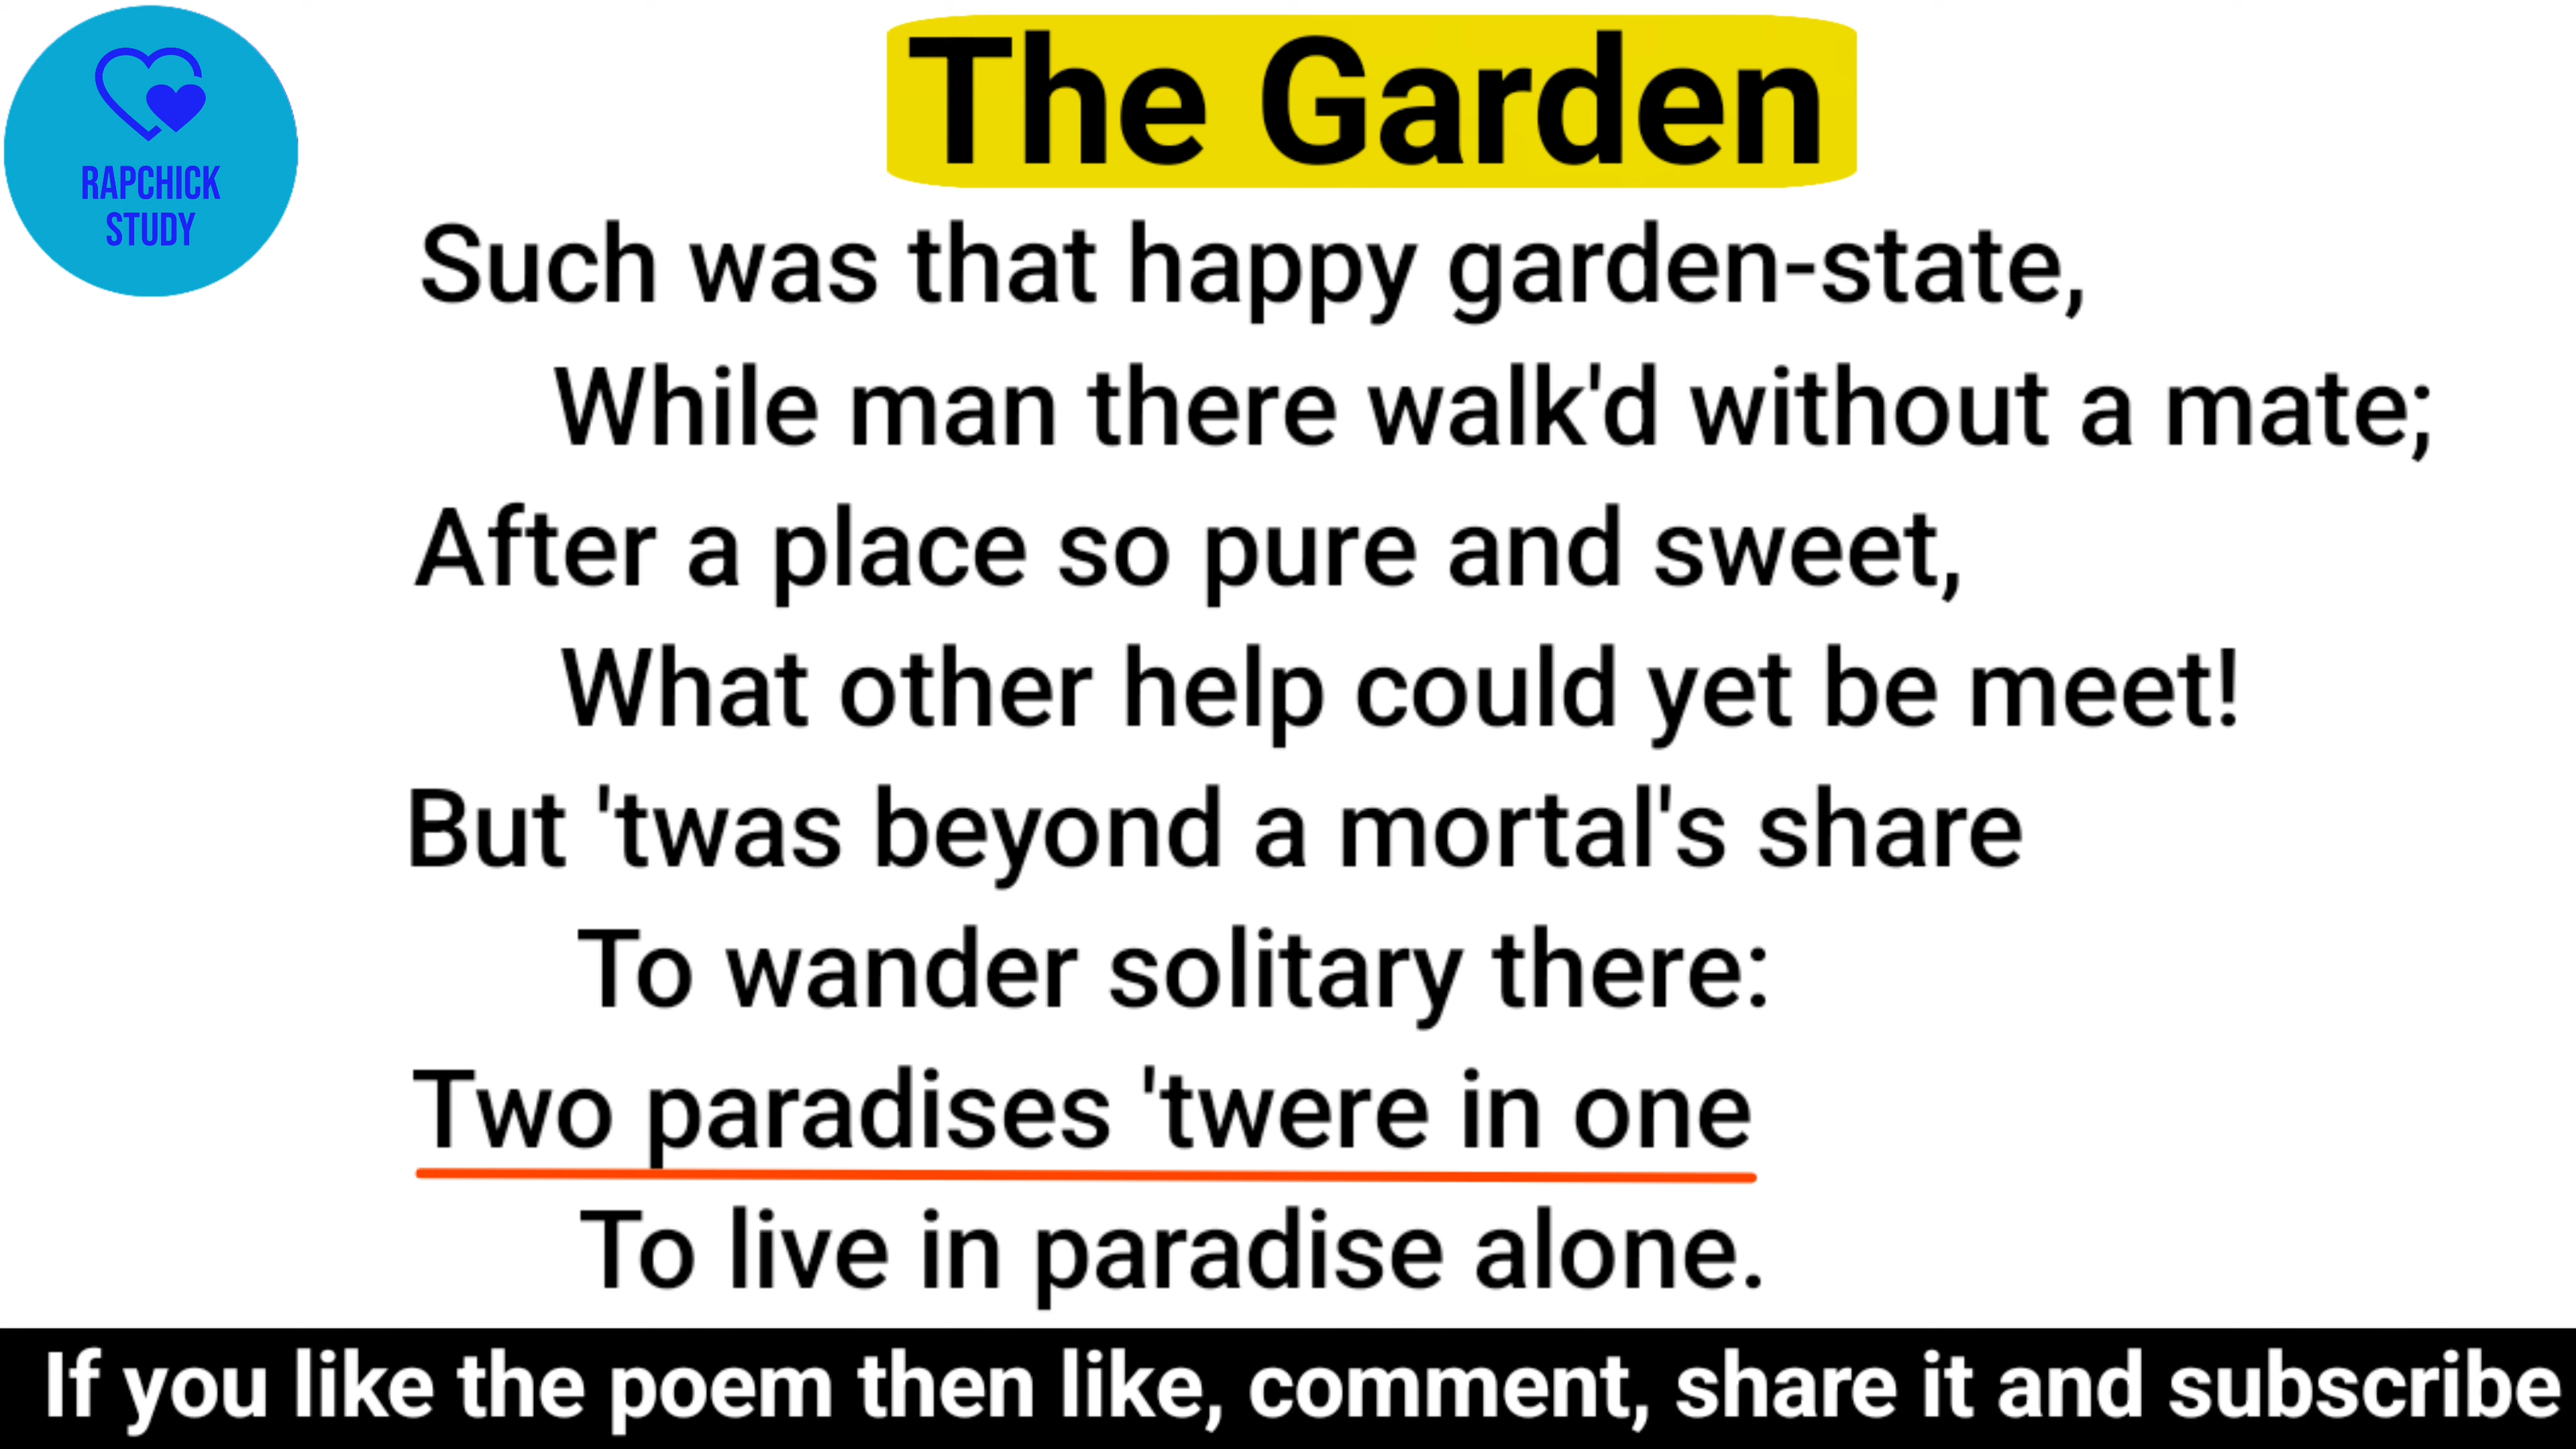 RAPCHICK
STUDY
The Garden
Such was that happy garden-state,
While man there walk'd without a mate;
After a place so pure and sweet,
What other help could yet be meet!
But 'twas beyond a mortal's share
To wander solitary there:
Two paradises 'twere in one
To live in paradise alone.
If you like the poem then like, comment, share it and subscribe